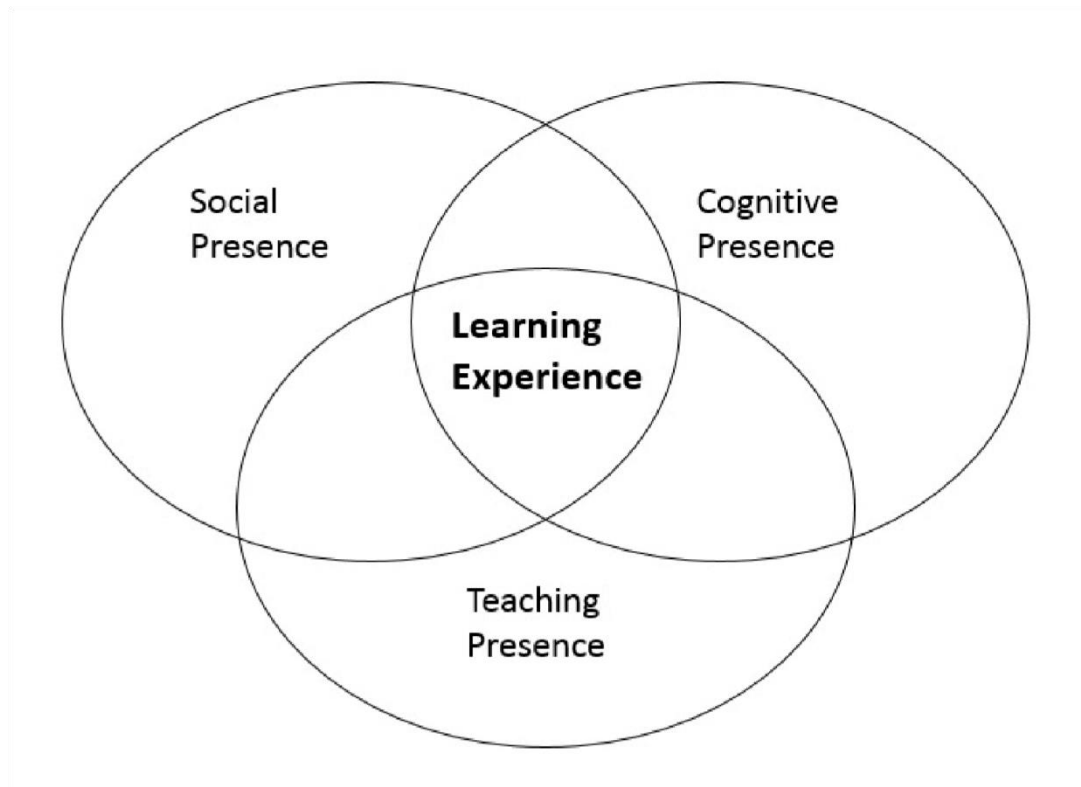 Social
Presence
Cognitive
Presence
Learning
Experience
Teaching
Presence